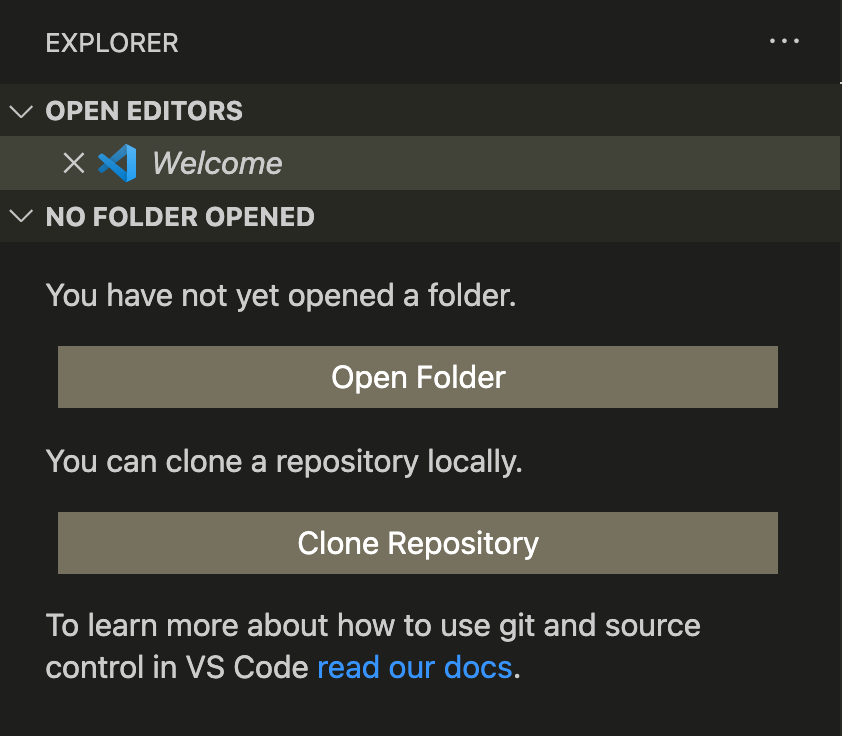 EXPLORER
OPEN EDITORS
Welcome
NO FOLDER OPENED
You have not yet opened a folder.
Open Folder
You can clone a repository locally.
Clone Repository
To learn more about how to use git and source
control in VS Code read our docs.